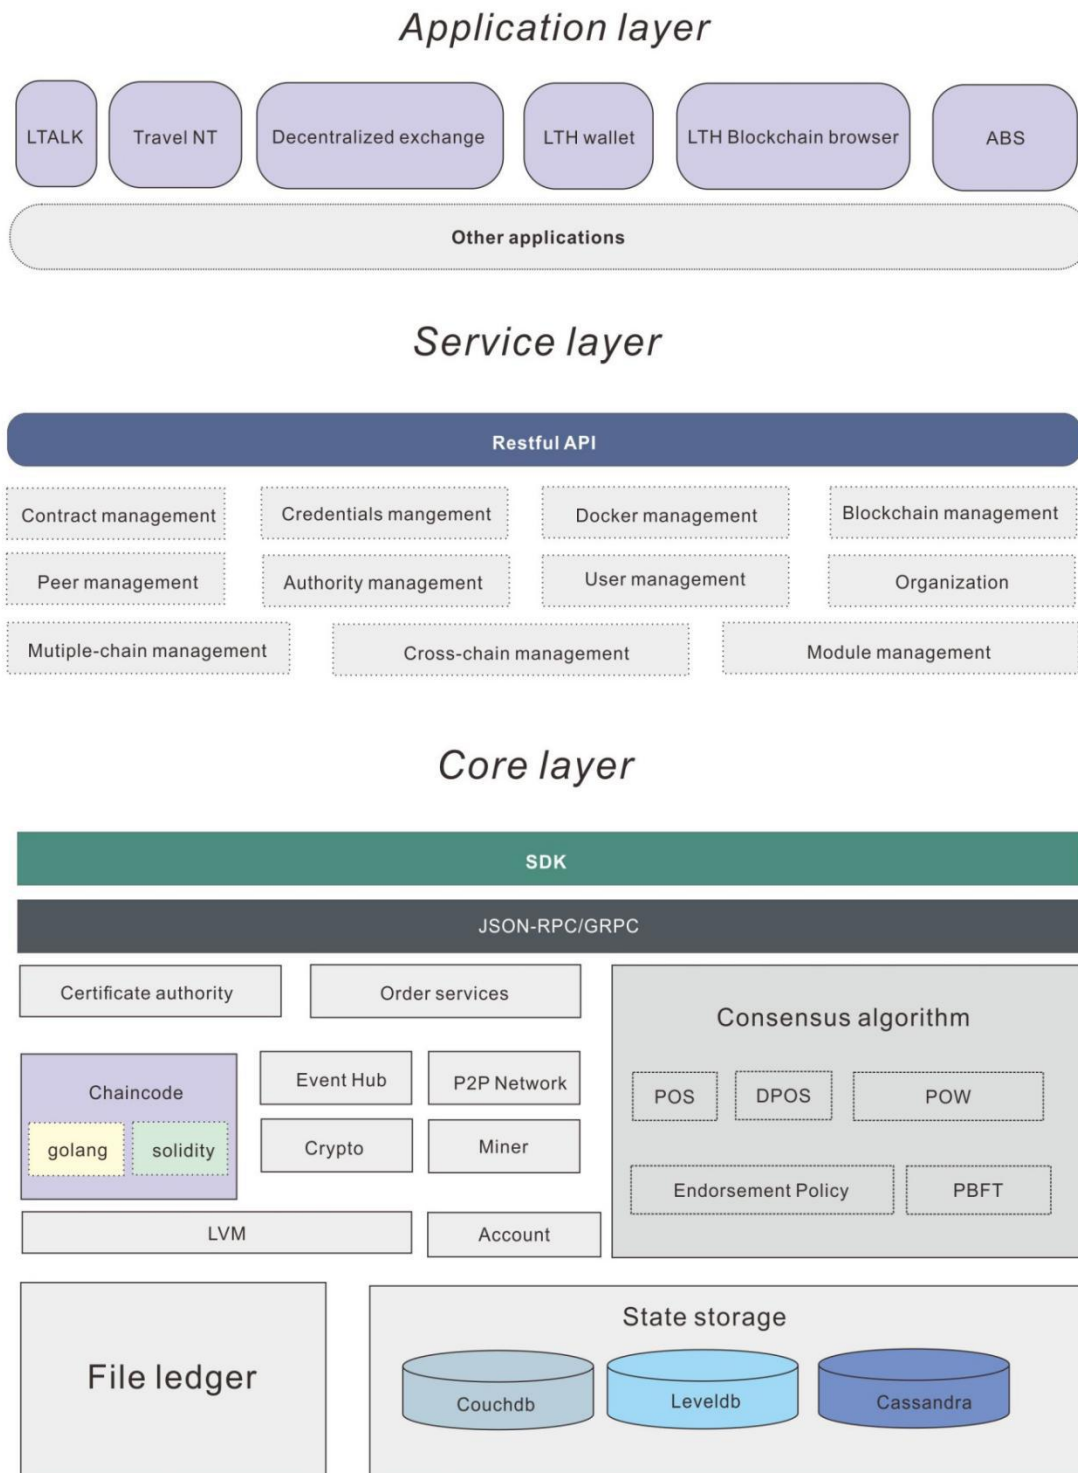 Application layer
LTALK
Travel NT
Decentralized exchange
LTH wallet
LTH Blockchain browser
ABS
Other applications
Service layer
Restful API
Contract management
Credentials mangement
Docker management
Blockchain management
Peer management
Authority management
User management
Organization
Mutiple-chain management
Cross-chain management
Module management
Core layer
SDK
JSON-RPC/GRPC
Certificate authority
Order services
Consensus algorithm
Chaincode
golang
solidity
Event Hub
P2P Network
Crypto
Miner
POS
DPOS
POW
Endorsement Policy
PBFT
LVM
Account
File ledger
State storage
Couchdb
Leveldb
Cassandra